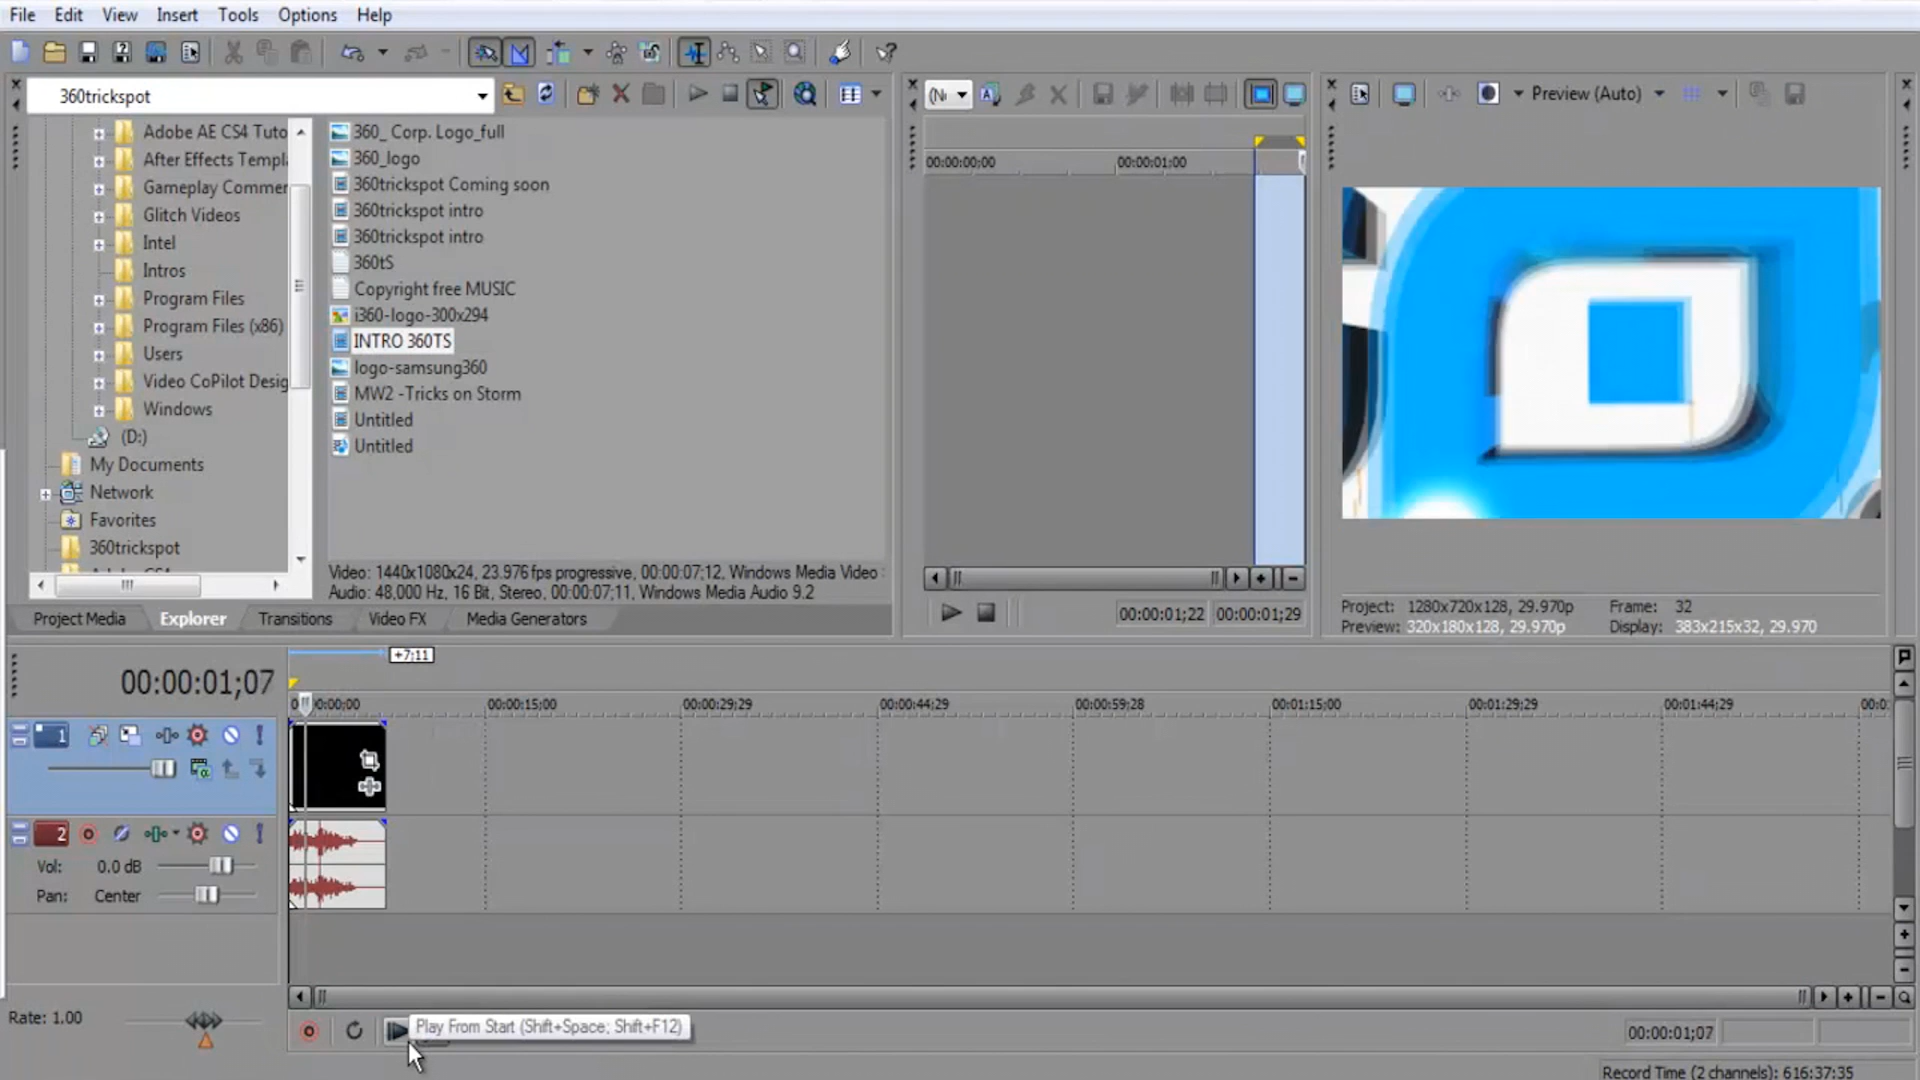 File Edit View Insert Tools Options Help
360trickspot
Adobe AE CS4 Tuto
After Effects Templ
Gameplay Commer
Glitch Videos
Intel
Intros
Program Files
Program Files (x86)
Users
Video CoPilot Desig
Windows
(D:)
My Documents
Network
Favorites
360trickspot
360_ Corp. Logo_full
360_logo
360trickspot Coming soon
360trickspot intro
360trickspot intro
360tS
Copyright free MUSIC
i360-logo-300x294
INTRO 360TS
logo-samsung360
MW2 -Tricks on Storm
Untitled
Untitled
Video: 1440x1080x24, 23.976 fps progressive, 00:00:07;12, Windows Media Video
Audio: 48,000 Hz, 16 Bit, Stereo, 00:00:07;11, Windows Media Audio 9.2
Project Media Explorer Transitions Video FX Media Generators
00:00:00;00 00:00:01;00
00:00:01;22 00:00:01;29
Preview (Auto)
Project: 1280x720x128, 29.970p Frame: 32
Preview: 320x180x128, 29.970p Display: 383x215x32, 29.970
+7;11
00:00:01;07
00:00:15;00 00:00:29;29 00:00:44;29 00:00:59;28 00:01:15;00 00:01:29;29 00:01:44;29
1
2
Vol: 0.0 dB
Pan: Center
Rate: 1.00
Play From Start (Shift+Space; Shift+F12)
00:00:01;07
Record Time (2 channels): 616:37:35